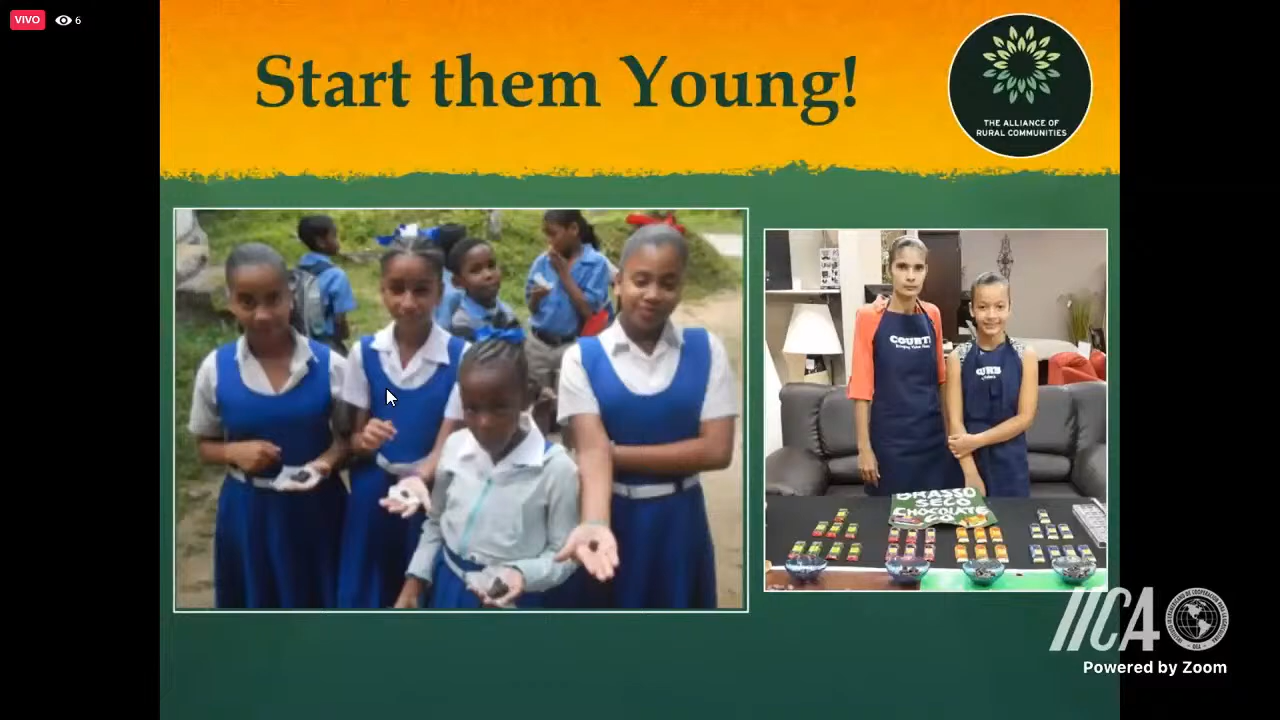 VIVO 6
Start them Young!
THE ALLIANCE OF
RURAL COMMUNITIES
COURTS
BRASSO
SECO
CHOCOLATE
CO
IICA
Powered by Zoom